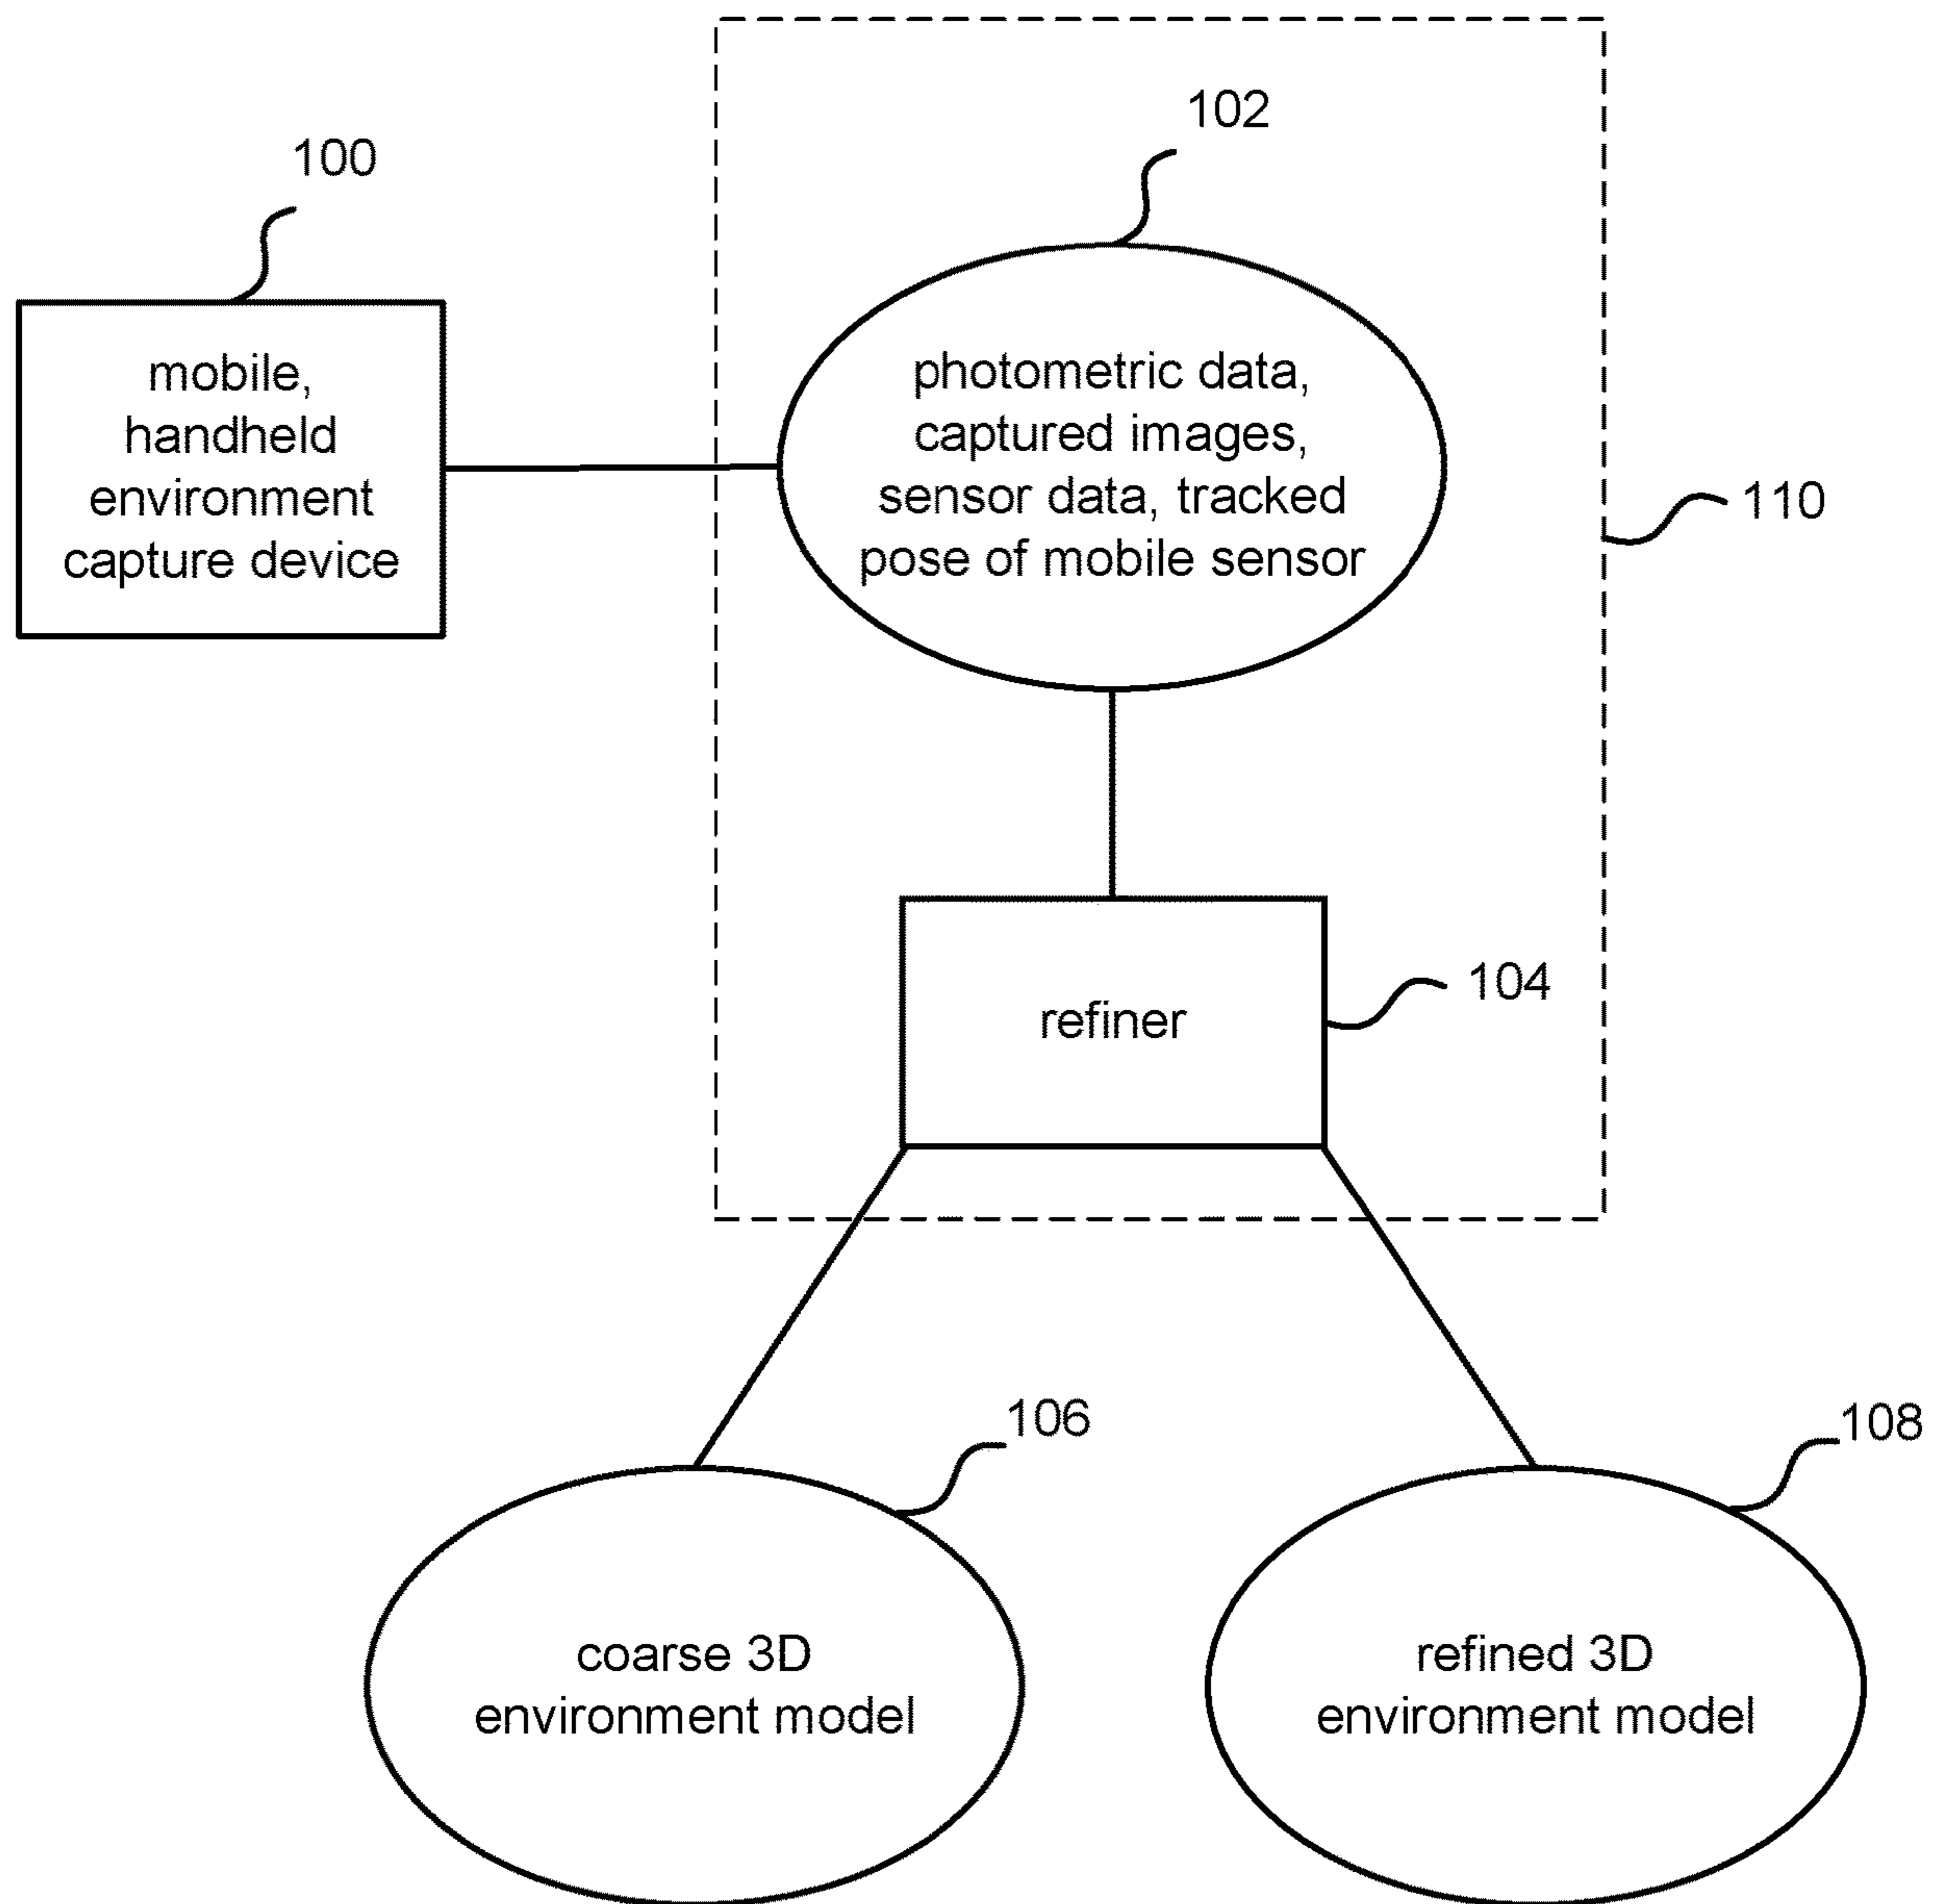 102
100
mobile,
handheld
environment
capture device
photometric data,
captured images,
sensor data, tracked
pose of mobile sensor
110
104
refiner
106
108
coarse 3D
environment model
refined 3D
environment model